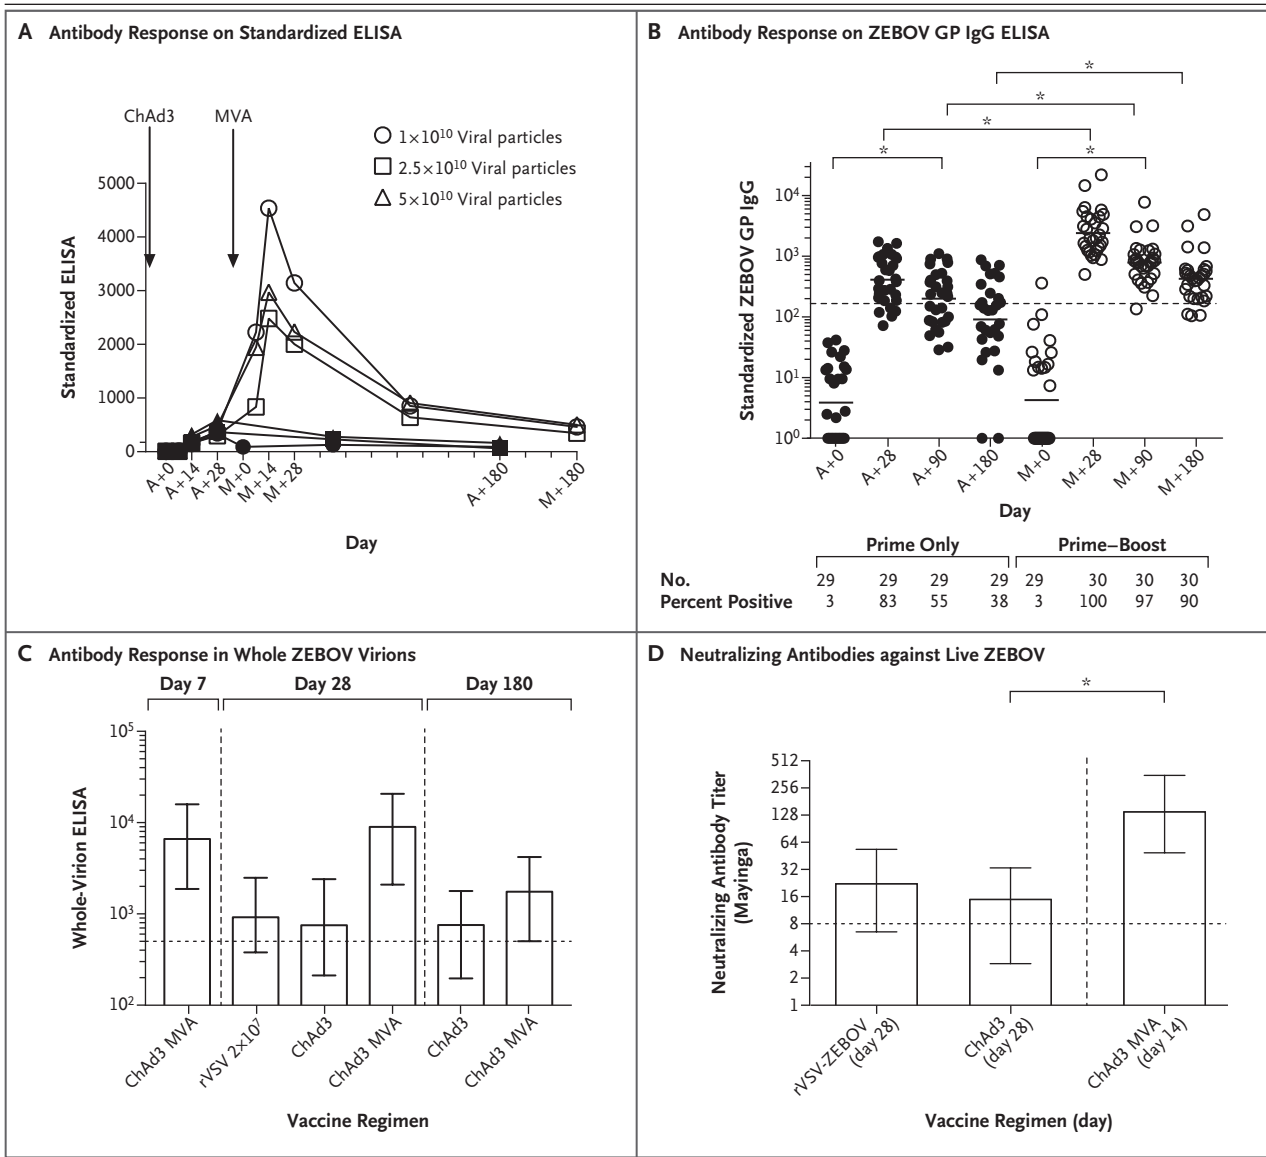 A Antibody Response on Standardized ELISA
ChAd3
MVA
1×10¹⁰ Viral particles
2.5×10¹⁰ Viral particles
5×10¹⁰ Viral particles
Standardized ELISA
5000
4000
3000
2000
1000
0
A+0
A+14
A+28
M+0
M+14
M+28
A+180
M+180
Day
B Antibody Response on ZEBOV GP IgG ELISA
*
*
*
*
*
Standardized ZEBOV GP IgG
10⁴
10³
10²
10¹
10⁰
A+0
A+28
A+90
A+180
M+0
M+28
M+90
M+180
Day
Prime Only
Prime–Boost
No. 29 29 29 29 29 30 30 30
Percent Positive 3 83 55 38 3 100 97 90
C Antibody Response in Whole ZEBOV Virions
Day 7
Day 28
Day 180
Whole-Virion ELISA
10⁵
10⁴
10³
10²
ChAd3 MVA
rVSV 2×10⁷
ChAd3
ChAd3 MVA
ChAd3
ChAd3 MVA
Vaccine Regimen
D Neutralizing Antibodies against Live ZEBOV
*
Neutralizing Antibody Titer
(Mayinga)
512
256
128
64
32
16
8
4
2
1
rVSV-ZEBOV
(day 28)
ChAd3
(day 28)
ChAd3 MVA
(day 14)
Vaccine Regimen (day)